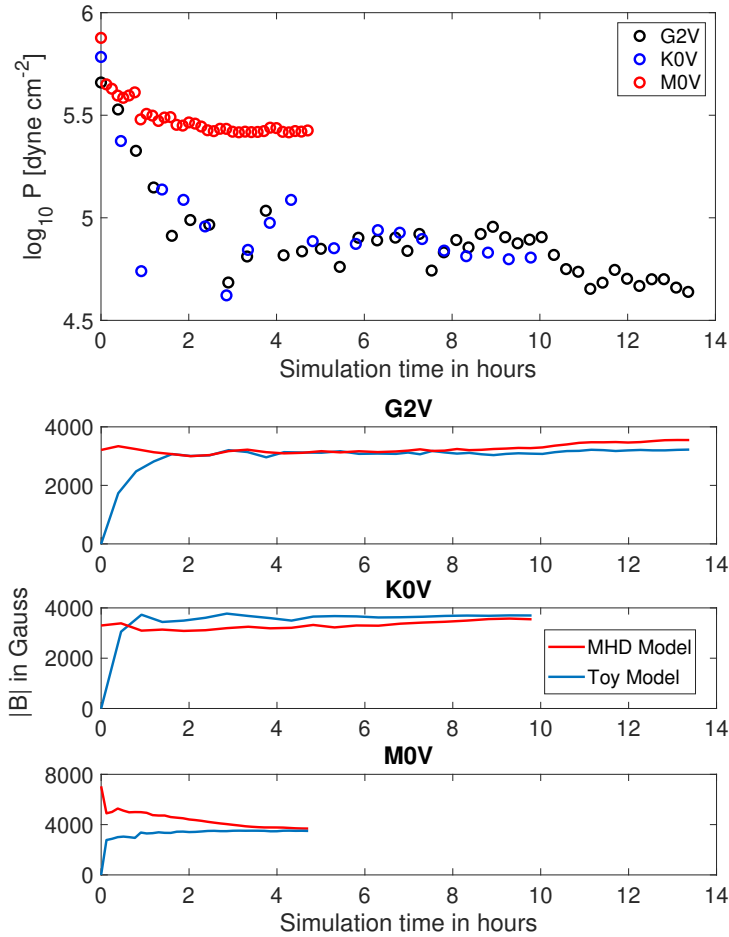 6
5.5
5
4.5
log10 P [dyne cm-2]
G2V
K0V
M0V
0 2 4 6 8 10 12 14
Simulation time in hours
G2V
4000
2000
0
0 2 4 6 8 10 12 14
K0V
4000
2000
0
|B| in Gauss
MHD Model
Toy Model
0 2 4 6 8 10 12 14
M0V
8000
4000
0
0 2 4 6 8 10 12 14
Simulation time in hours